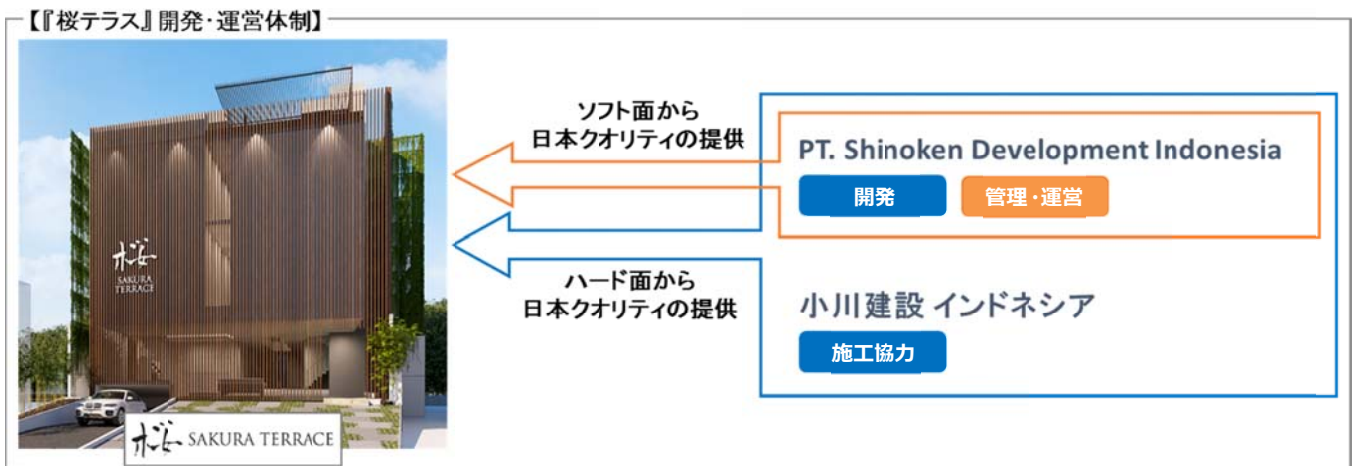 【『桜テラス』開発・運営体制】
ソフト面から
日本クオリティの提供
PT. Shinoken Development Indonesia
開発
管理・運営
桜
SAKURA
TERRACE
ハード面から
日本クオリティの提供
小川建設 インドネシア
施工協力
桜 SAKURA TERRACE